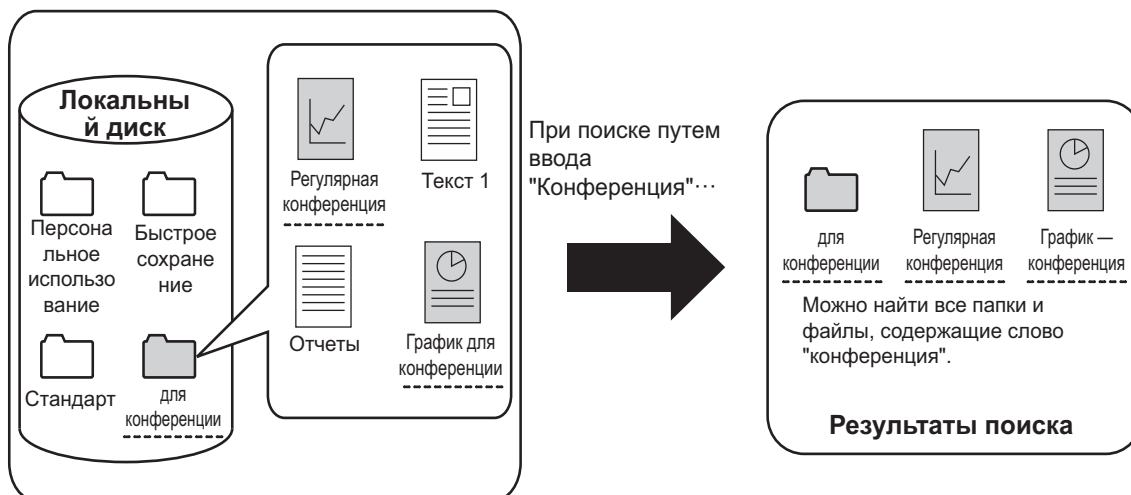 Локальны
й диск
Персона
льное
использо
вание
Быстрое
сохране
ние
Стандарт
для
конференции
Регулярная
конференция
Текст 1
Отчеты
График для
конференции
При поиске путем
ввода
"Конференция"···
для
конференции
Регулярная
конференция
График —
конференция
Можно найти все папки и
файлы, содержащие слово
"конференция".
Результаты поиска